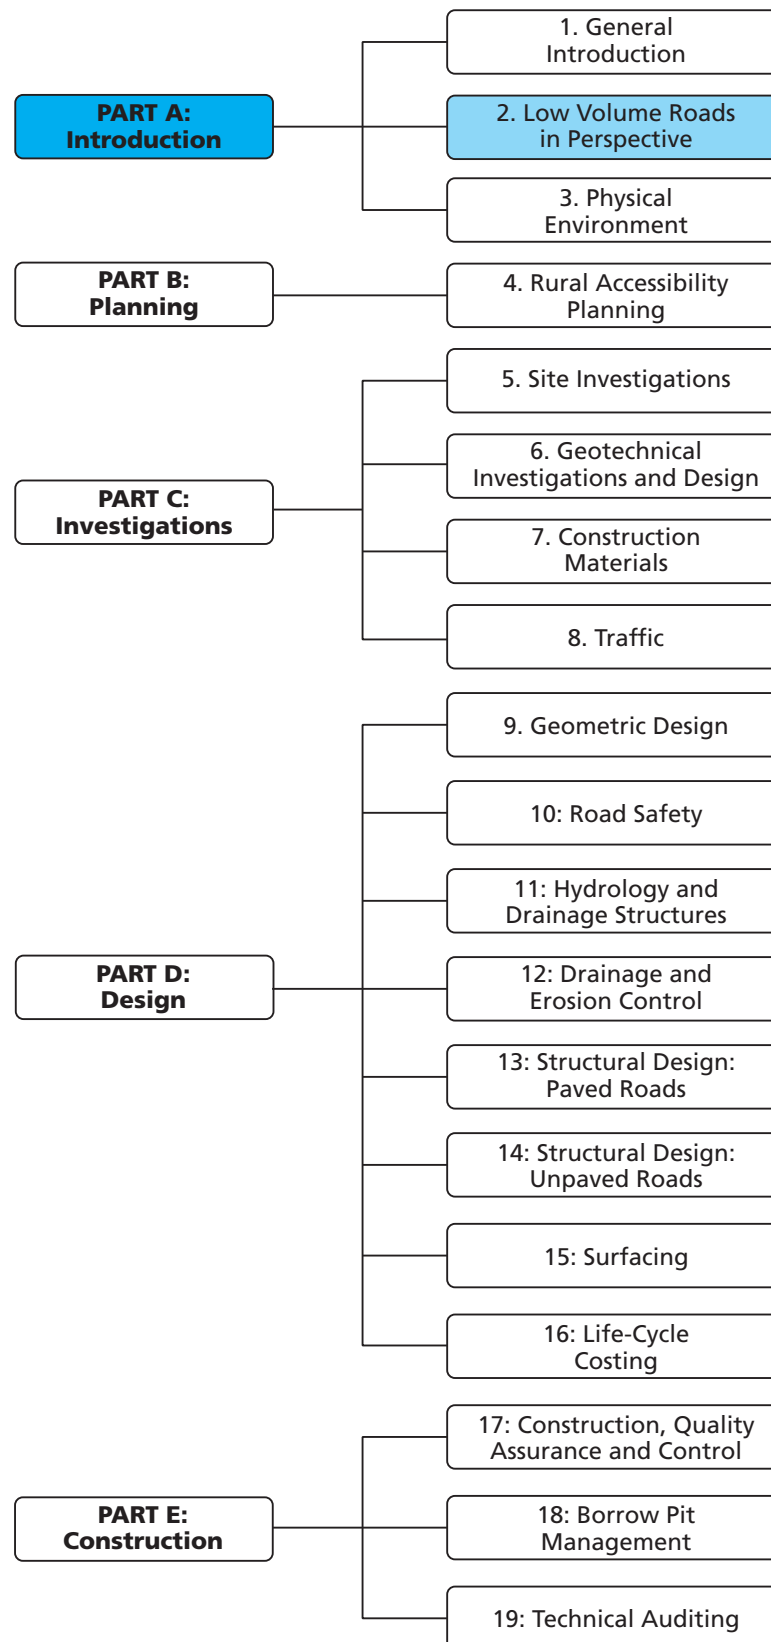 PART A:
Introduction
1. General
Introduction
2. Low Volume Roads
in Perspective
3. Physical
Environment
PART B:
Planning
4. Rural Accessibility
Planning
PART C:
Investigations
5. Site Investigations
6. Geotechnical
Investigations and Design
7. Construction
Materials
8. Traffic
PART D:
Design
9. Geometric Design
10: Road Safety
11: Hydrology and
Drainage Structures
12: Drainage and
Erosion Control
13: Structural Design:
Paved Roads
14: Structural Design:
Unpaved Roads
15: Surfacing
16: Life-Cycle
Costing
PART E:
Construction
17: Construction, Quality
Assurance and Control
18: Borrow Pit
Management
19: Technical Auditing